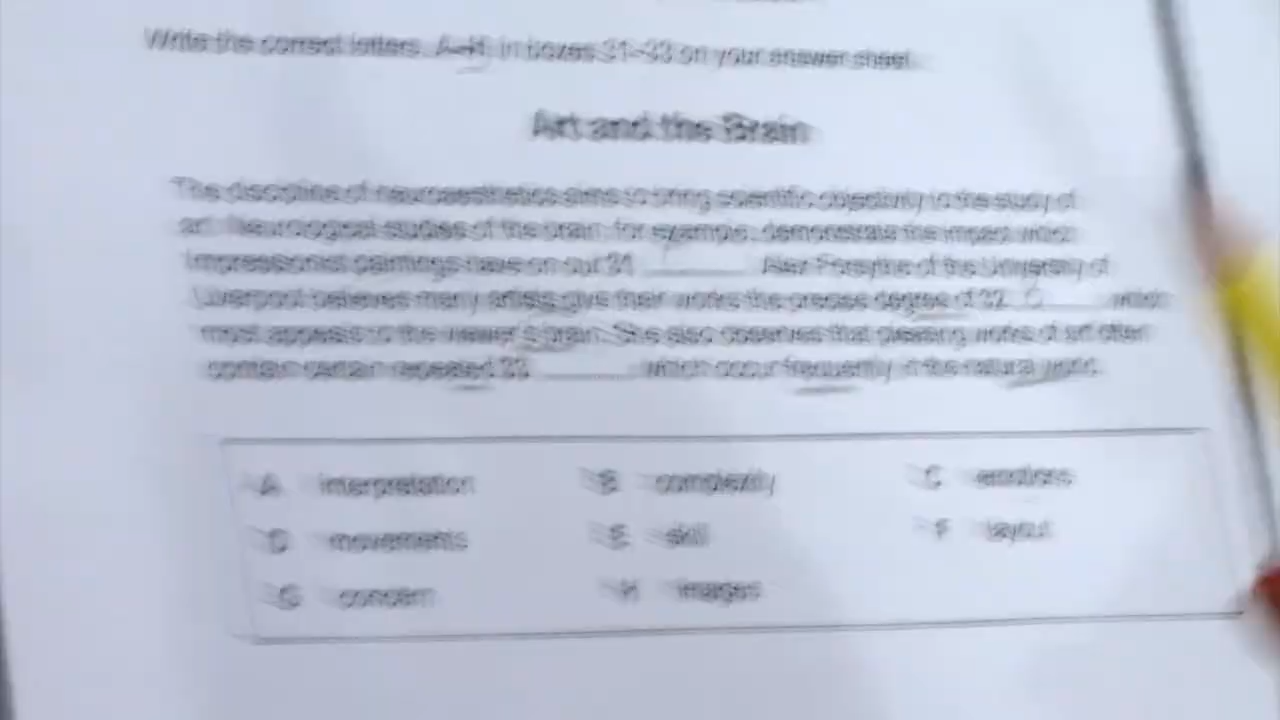 Write the correct letters, A-H, in boxes 31-33 on your answer sheet.
Art and the Brain
The discipline of neuroaesthetics aims to bring scientific objectivity to the study of
art. Neurological studies of the brain, for example, demonstrate the impact which
Impressionist paintings have on our 31 ________. Alex Forsythe of the University of
Liverpool believes many artists give their works the precise degree of 32 ________ which
most appeals to the viewer's brain. She also observes that pleasing works of art often
contain certain repeated 33 ________ which occur frequently in the natural world.
A interpretation B complexity C emotions
D movements E skill F layout
G concern H images